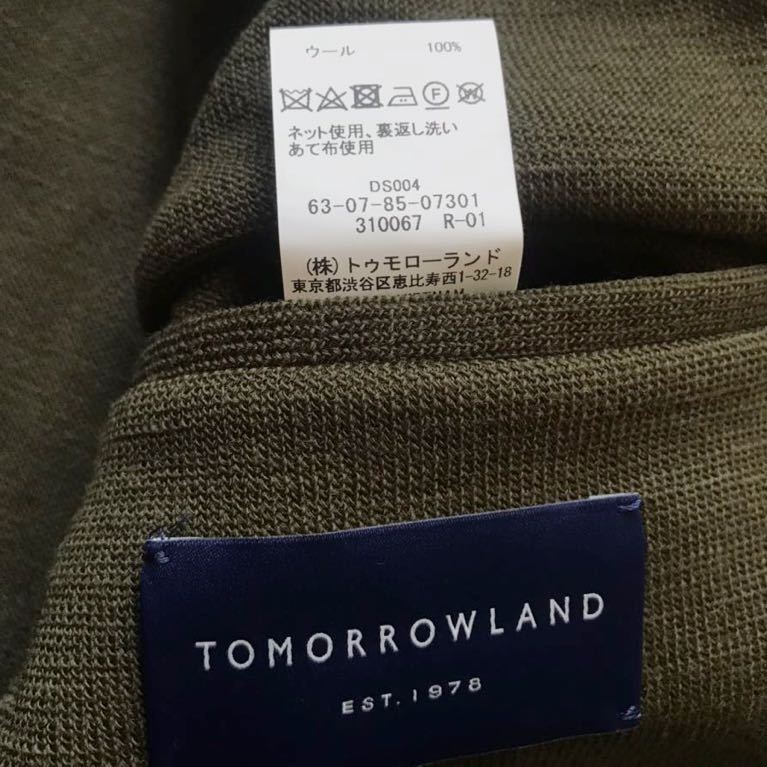 ウール 100%
F W
ネット使用、裏返し洗い
あて布使用
DS004
63-07-85-07301
310067 R-01
(株)トゥモローランド
東京都渋谷区恵比寿西1-32-18
TOMORROWLAND
EST. 1978